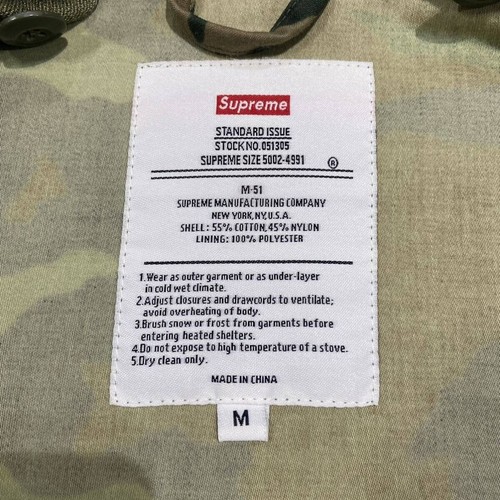 Supreme
STANDARD ISSUE
STOCK NO. 051305
SUPREME SIZE 5002-4991 ®
M-51
SUPREME MANUFACTURING COMPANY
NEW YORK, NY, U.S.A.
SHELL: 55% COTTON, 45% NYLON
LINING: 100% POLYESTER
1.Wear as outer garment or as under-layer
in cold wet climate.
2.Adjust closures and drawcords to ventilate;
avoid overheating of body.
3.Brush snow or frost from garments before
entering heated shelters.
4.Do not expose to high temperature of a stove.
5.Dry clean only.
MADE IN CHINA
M